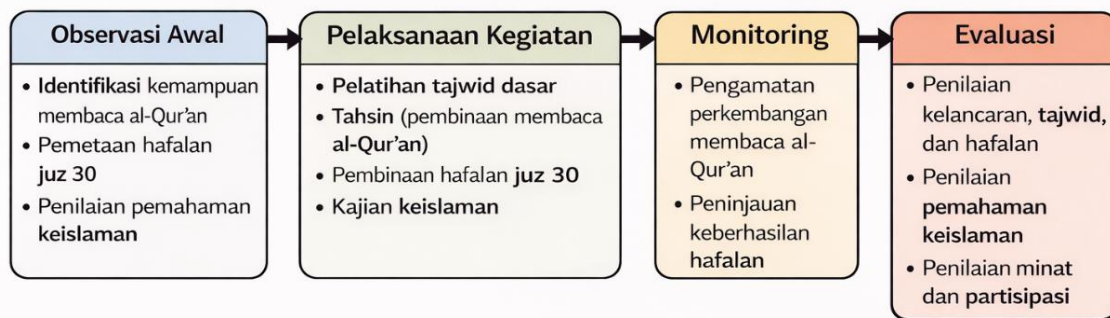 Observasi Awal
• Identifikasi kemampuan
membaca al-Qur'an
• Pemetaan hafalan
juz 30
• Penilaian pemahaman
keislaman
Pelaksanaan Kegiatan
• Pelatihan tajwid dasar
• Tahsin (pembinaan membaca
al-Qur'an)
• Pembinaan hafalan juz 30
• Kajian keislaman
Monitoring
• Pengamatan
perkembangan
membaca al-
Qur'an
• Peninjauan
keberhasilan
hafalan
Evaluasi
• Penilaian
kelancaran, tajwid,
dan hafalan
• Penilaian
pemahaman
keislaman
• Penilaian minat
dan partisipasi